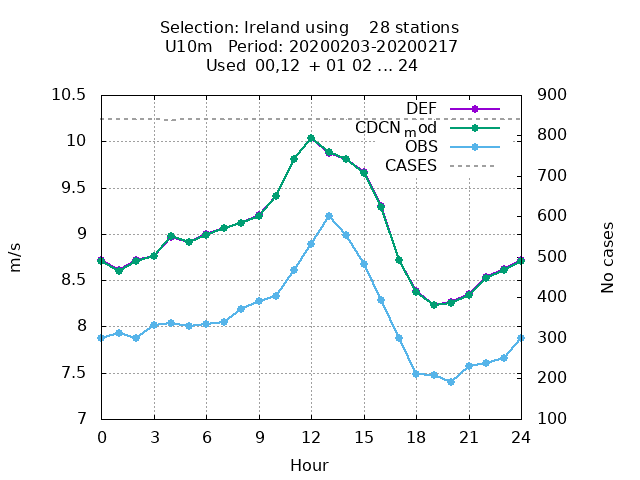 Selection: Ireland using    28 stations
U10m   Period: 20200203-20200217
Used  00,12  + 01 02 ... 24
10.5
10
9.5
9
8.5
8
7.5
7
m/s
900
800
700
600
500
400
300
200
100
No cases
DEF
CDCNmod
OBS
CASES
0 3 6 9 12 15 18 21 24
Hour